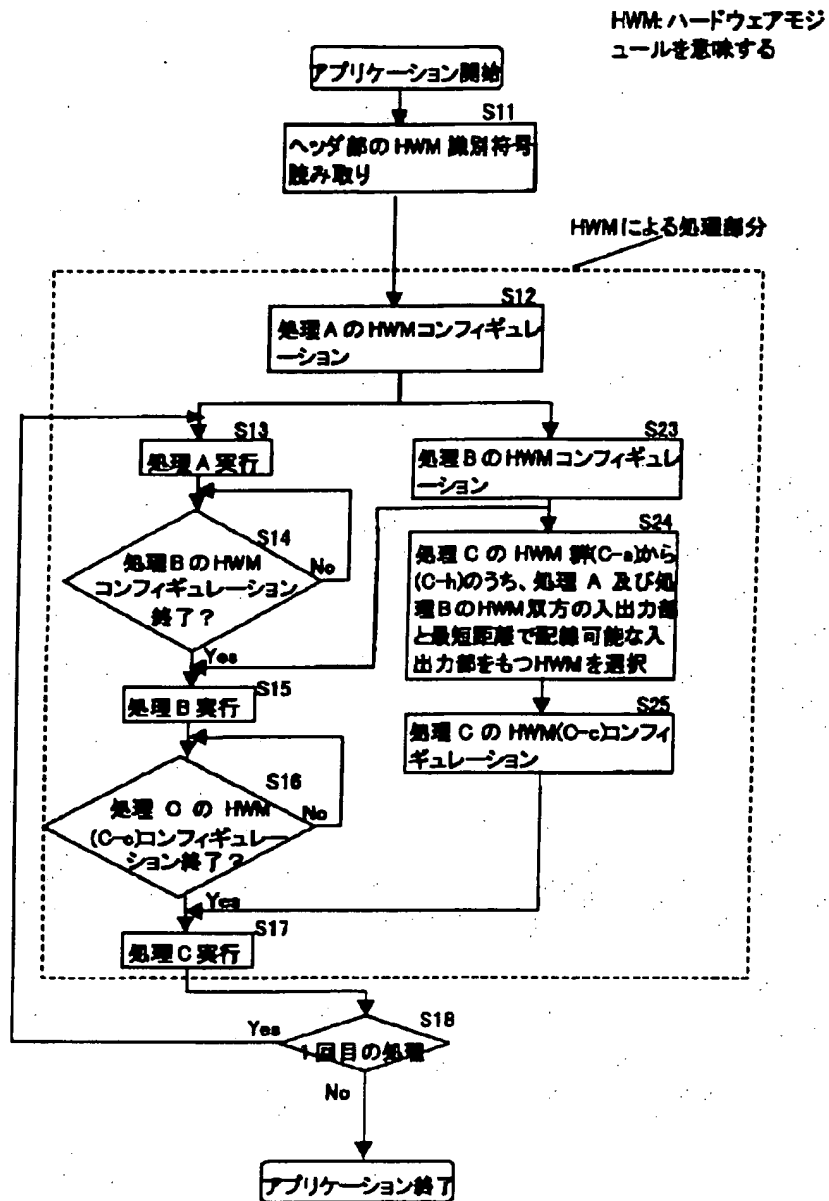 HWM:ハードウェアモジ
ュールを意味する
アプリケーション開始
S11
ヘッダ部のHWM 識別符号
読み取り
HWMによる処理部分
S12
処理AのHWMコンフィギュレ
ーション
S13
処理A実行
S23
処理BのHWMコンフィギュレ
ーション
S14
処理BのHWM
コンフィギュレーション
終了?
No
Yes
S24
処理CのHWM 群(C-a)から
(C-h)のうち、処理A 及び処
理BのHWM双方の入出力部
と最短距離で配線可能な入
出力部をもつHWMを選択
S15
処理B実行
S25
処理CのHWM(C-c)コンフィ
ギュレーション
S16
処理CのHWM
(C-c)コンフィギュレー
ション終了?
No
Yes
S17
処理C実行
S18
1回目の処理
Yes
No
アプリケーション終了